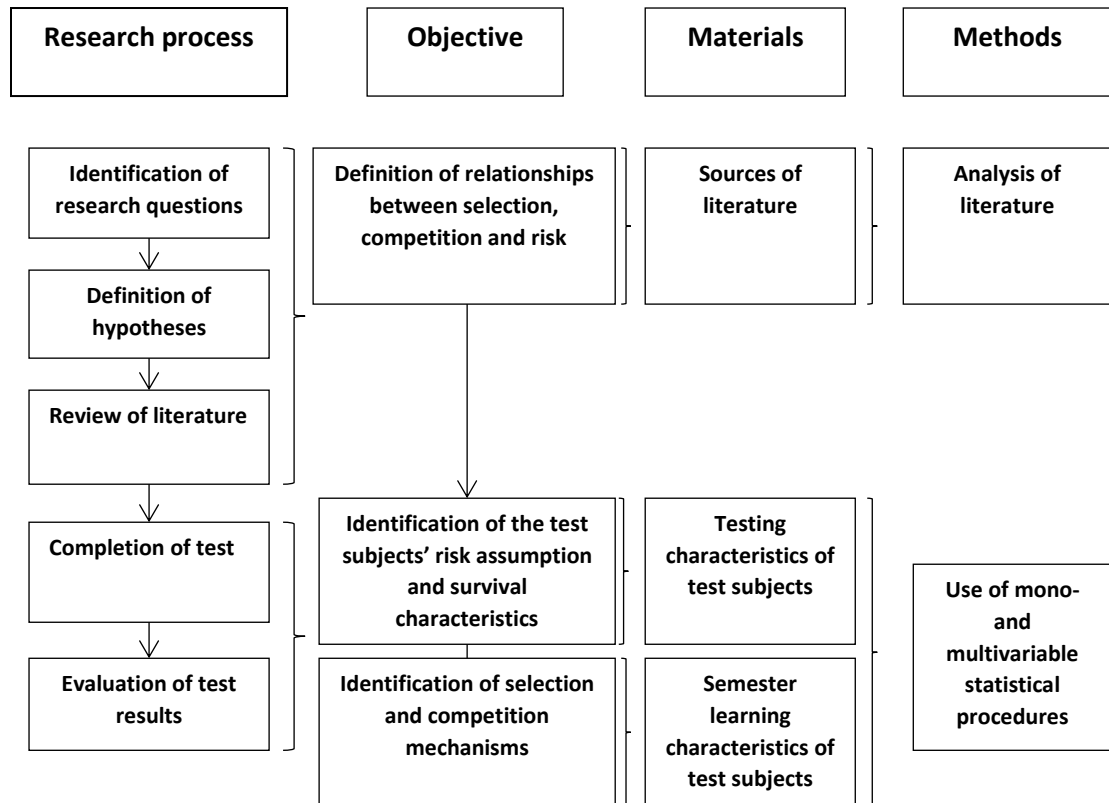 Research process
Objective
Materials
Methods
Identification of
research questions
Definition of
hypotheses
Review of literature
Completion of test
Evaluation of test
results
Definition of relationships
between selection,
competition and risk
Identification of the test
subjects’ risk assumption
and survival
characteristics
Identification of selection
and competition
mechanisms
Sources of
literature
Testing
characteristics of
test subjects
Semester
learning
characteristics of
test subjects
Analysis of
literature
Use of mono-
and
multivariable
statistical
procedures